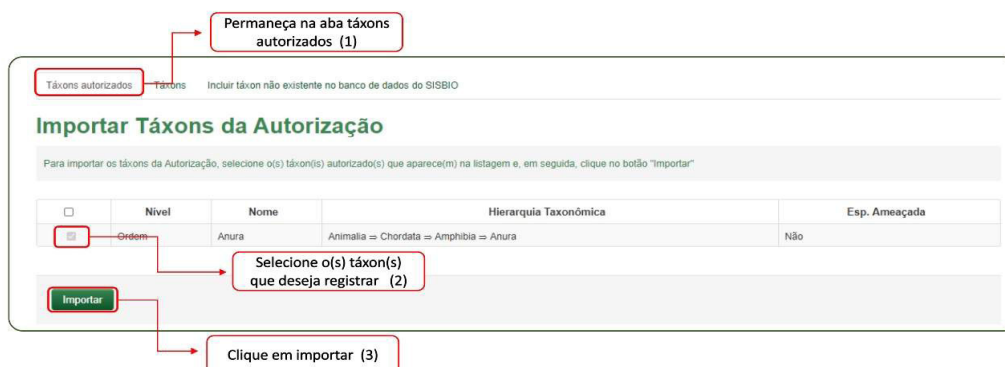 Permaneça na aba táxons
autorizados (1)
Táxons autorizados Táxons Incluir táxon não existente no banco de dados do SISBIO
Importar Táxons da Autorização
Para importar os táxons da Autorização, selecione o(s) táxon(is) autorizado(s) que aparece(m) na listagem e, em seguida, clique no botão "Importar"
Nível Nome Hierarquia Taxonômica Esp. Ameaçada
Ordem Anura Animalia ⇒ Chordata ⇒ Amphibia ⇒ Anura Não
Selecione o(s) táxon(s)
que deseja registrar (2)
Importar
Clique em importar (3)